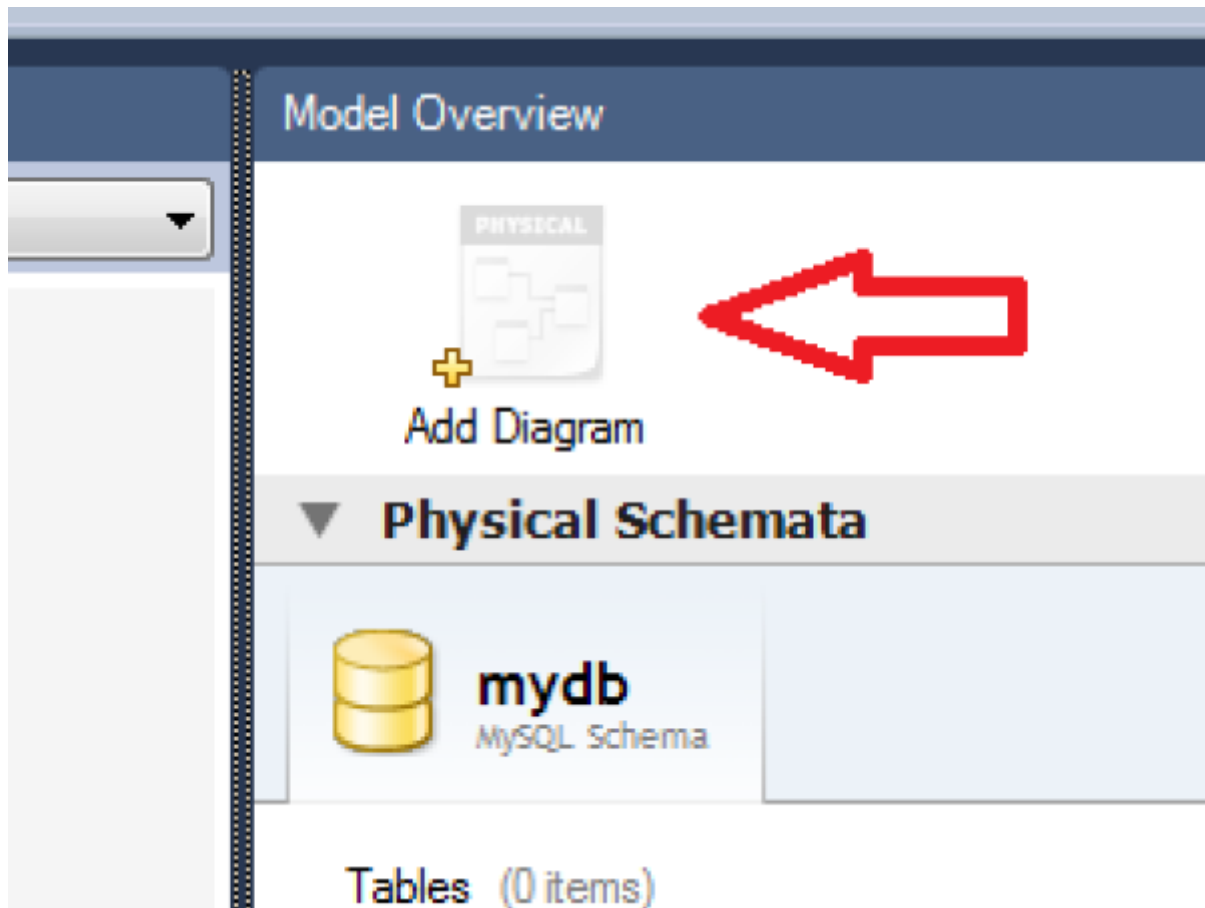 Model Overview
PHYSICAL
Add Diagram
Physical Schemata
mydb
MySQL Schema
Tables (0 items)